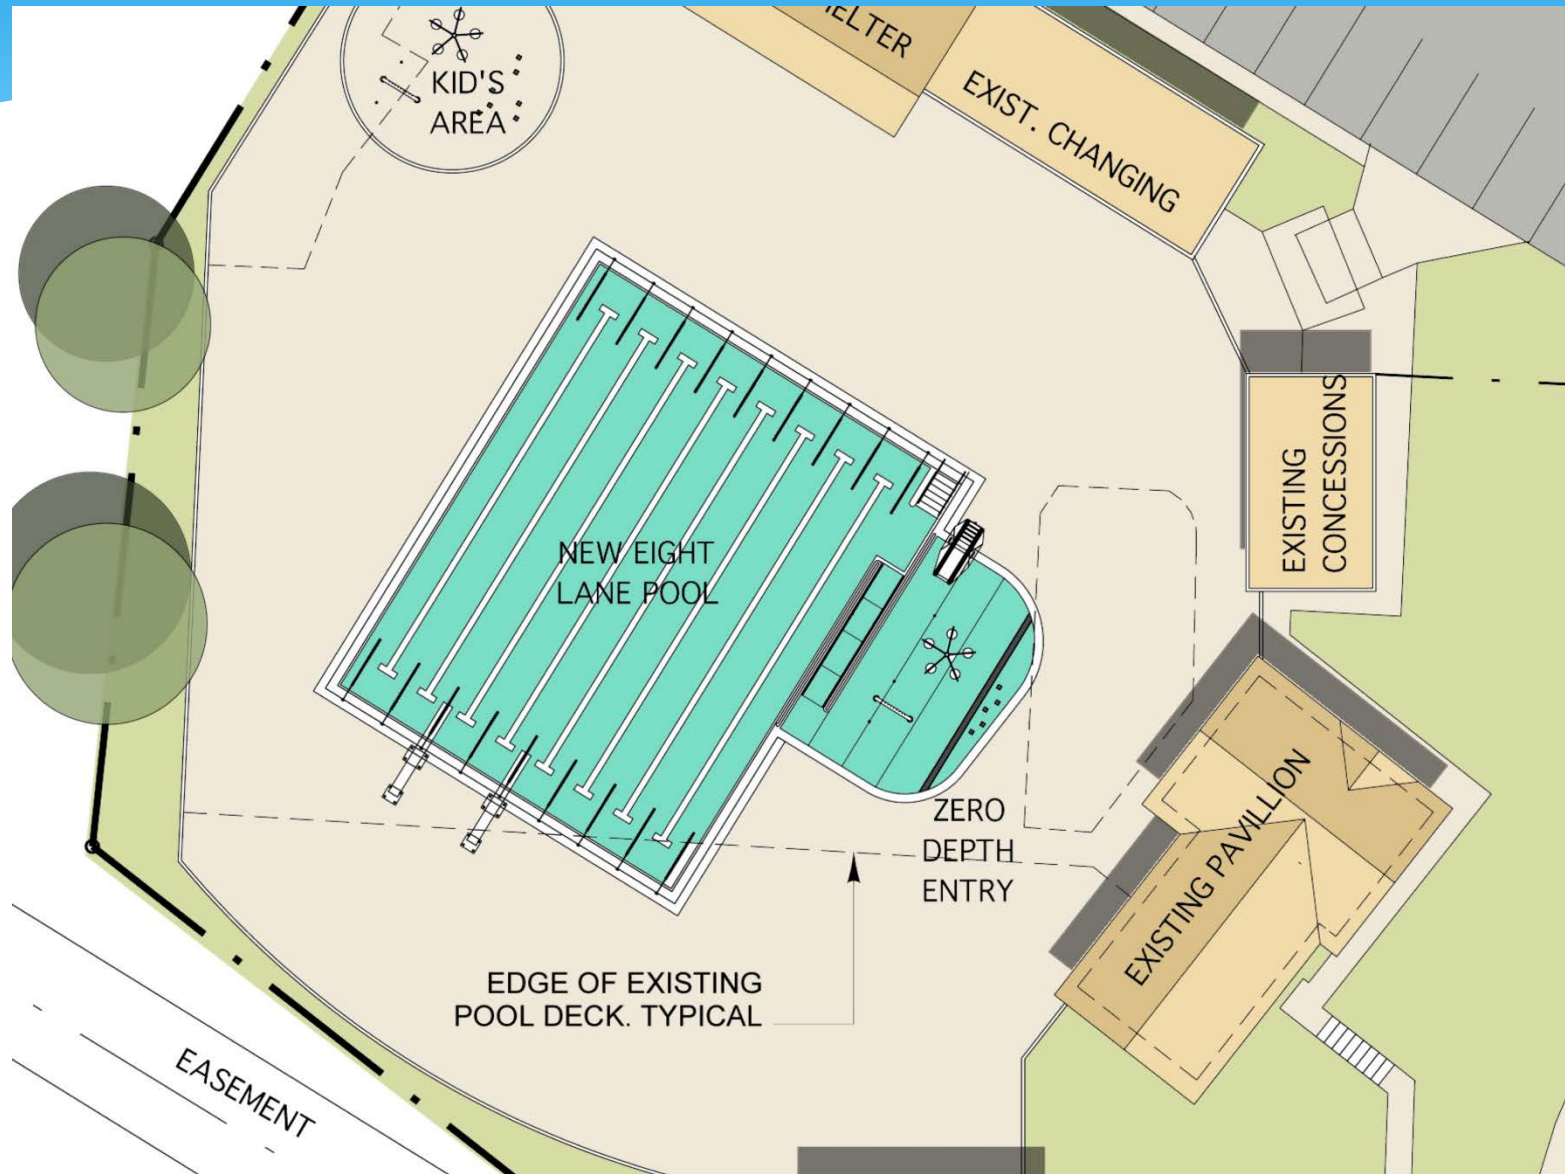 KID'S
AREA
EXIST. CHANGING
EXISTING
CONCESSIONS
NEW EIGHT
LANE POOL
ZERO
DEPTH
ENTRY
EXISTING PAVILLION
EDGE OF EXISTING
POOL DECK. TYPICAL
EASEMENT